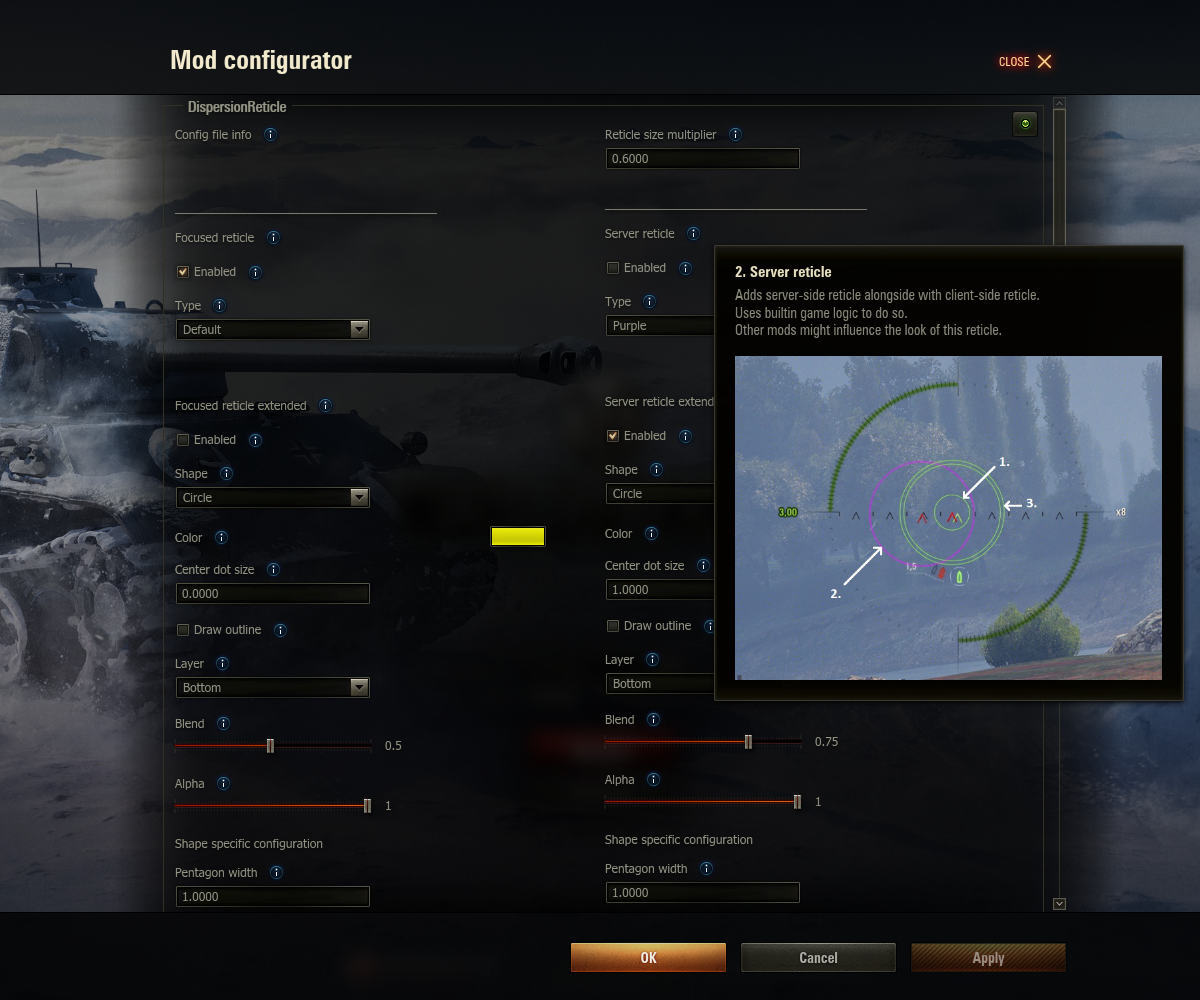 Mod configurator
CLOSE
DispersionReticle
Config file info
Focused reticle
Enabled
Type
Default
Focused reticle extended
Enabled
Shape
Circle
Color
Center dot size
0.0000
Draw outline
Layer
Bottom
Blend
0.5
Alpha
1
Shape specific configuration
Pentagon width
1.0000
Reticle size multiplier
0.6000
Server reticle
Enabled
Type
Purple
Server reticle extend
Enabled
Shape
Circle
Color
Center dot size
1.0000
Draw outline
Layer
Bottom
Blend
0.75
Alpha
1
Shape specific configuration
Pentagon width
1.0000
2. Server reticle
Adds server-side reticle alongside with client-side reticle.
Uses builtin game logic to do so.
Other mods might influence the look of this reticle.
1.
3.
3,00
x8
1,5
2.
OK
Cancel
Apply